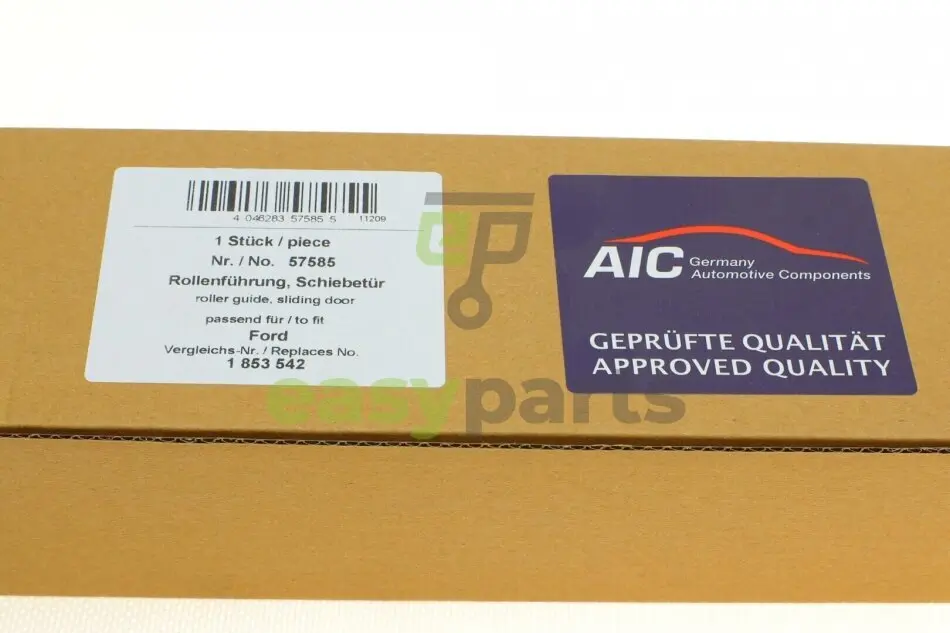 4 046283 57585 5 11209
1 Stück / piece
Nr. / No. 57585
Rollenführung, Schiebetür
roller guide, sliding door
passend für / to fit
Ford
Vergleichs-Nr. / Replaces No.
1 853 542
AIC Germany
Automotive Components
GEPRÜFTE QUALITÄT
APPROVED QUALITY
ep
easyparts